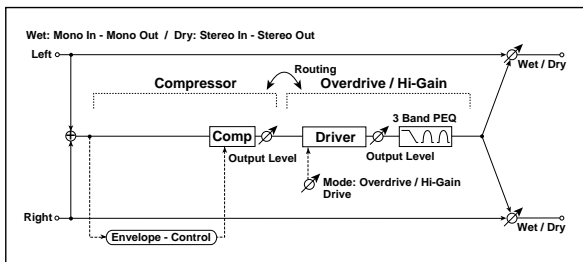 Wet: Mono In - Mono Out / Dry: Stereo In - Stereo Out
Left
Wet / Dry
Routing
Compressor
Overdrive / Hi-Gain
3 Band PEQ
Comp
Driver
Output Level
Output Level
Mode: Overdrive / Hi-Gain
Drive
Right
Wet / Dry
Envelope - Control